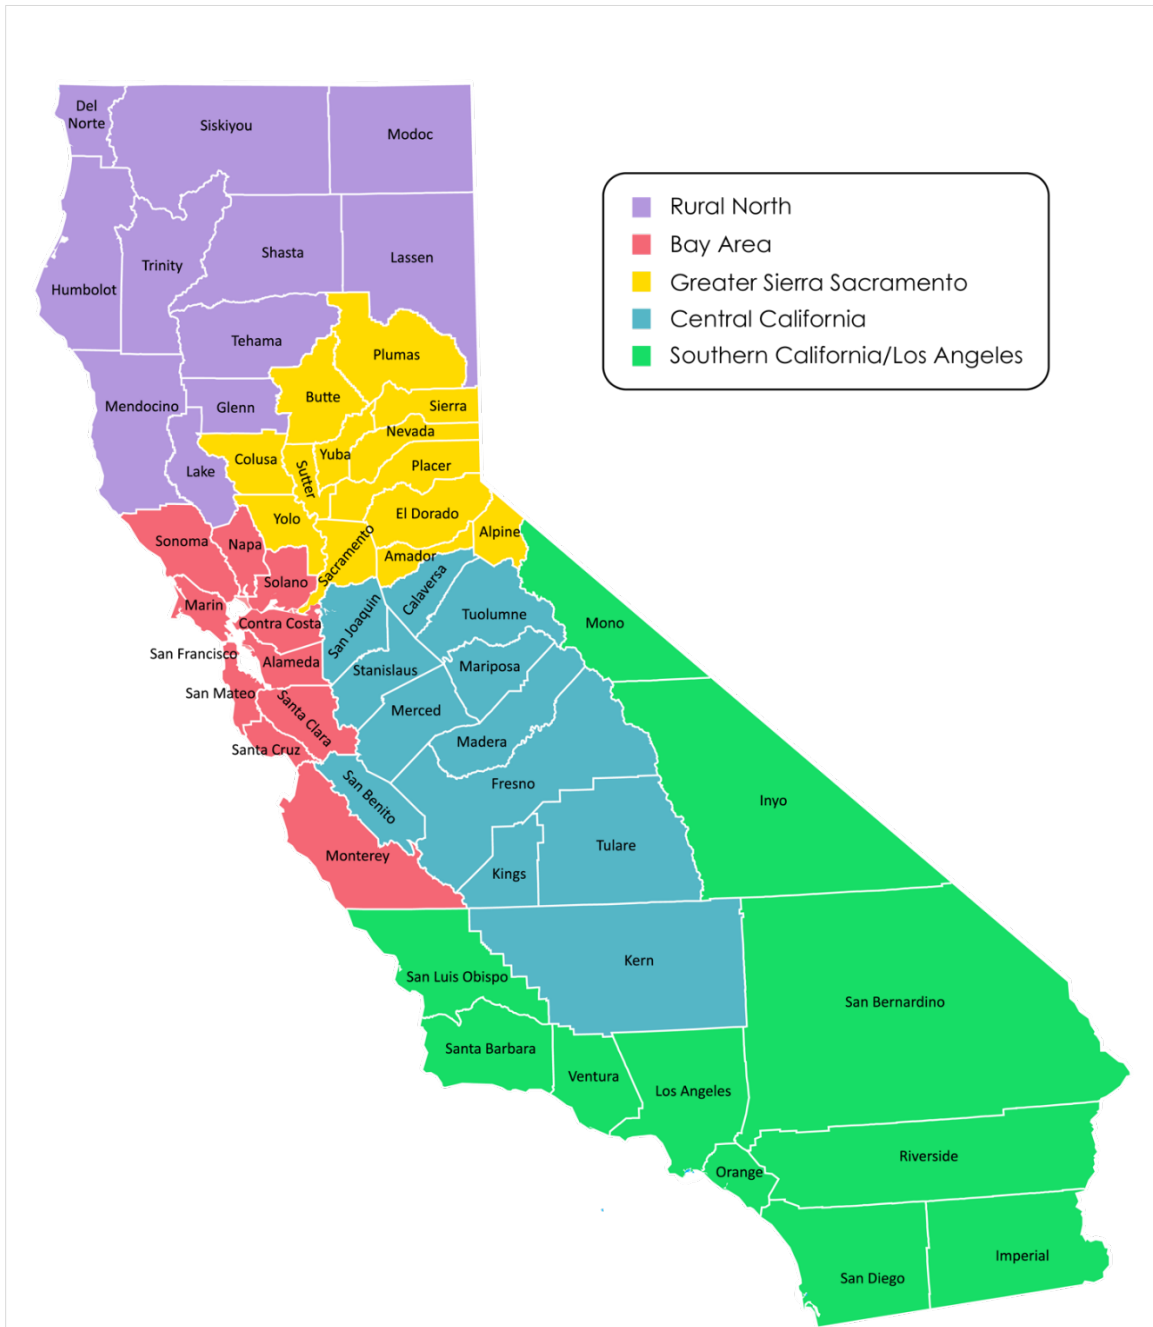 Del
Norte
Siskiyou
Modoc
Rural North
Bay Area
Greater Sierra Sacramento
Central California
Southern California/Los Angeles
Humbolot
Trinity
Shasta
Lassen
Tehama
Plumas
Mendocino
Glenn
Butte
Sierra
Nevada
Lake
Colusa
Sutter
Yuba
Placer
Yolo
El Dorado
Sonoma
Napa
Sacramento
Alpine
Amador
Solano
Calaversa
Marin
Contra Costa
San Joaquin
Tuolumne
Mono
San Francisco
Alameda
Stanislaus
Mariposa
San Mateo
Santa Clara
Merced
Santa Cruz
Madera
San Benito
Fresno
Inyo
Monterey
Kings
Tulare
San Luis Obispo
Kern
San Bernardino
Santa Barbara
Ventura
Los Angeles
Orange
Riverside
San Diego
Imperial